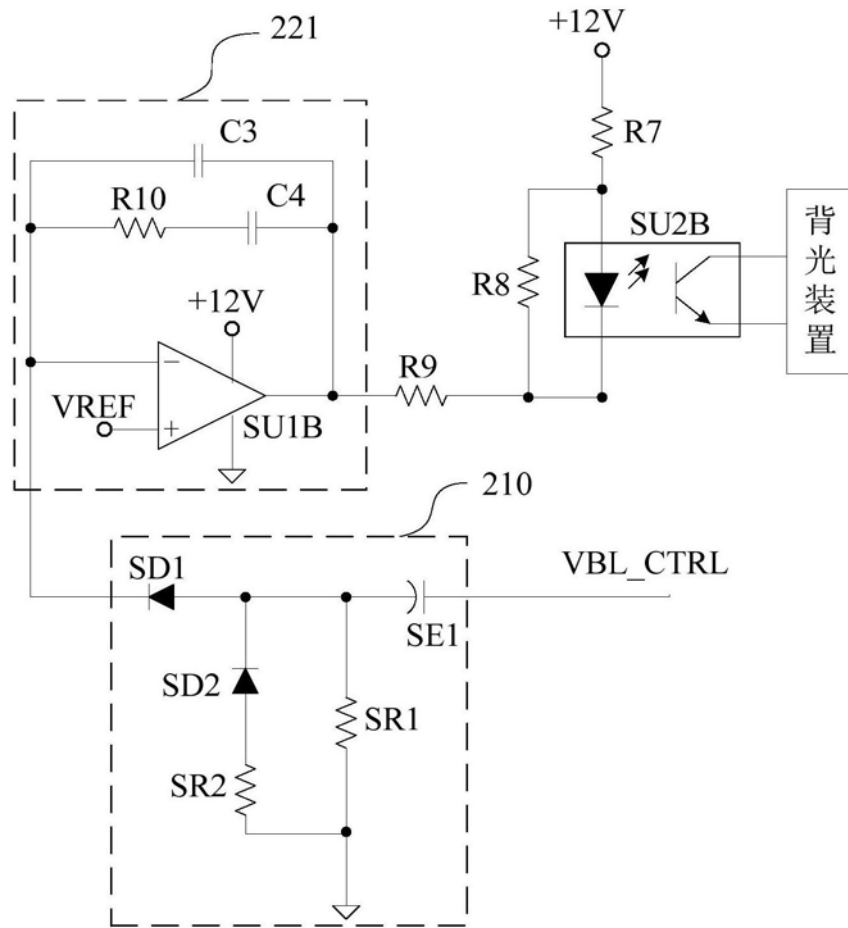 221
+12V
C3
R7
R10
C4
SU2B
背光装置
R8
+12V
R9
VREF
−
+
SU1B
210
SD1
VBL_CTRL
SE1
SD2
SR1
SR2